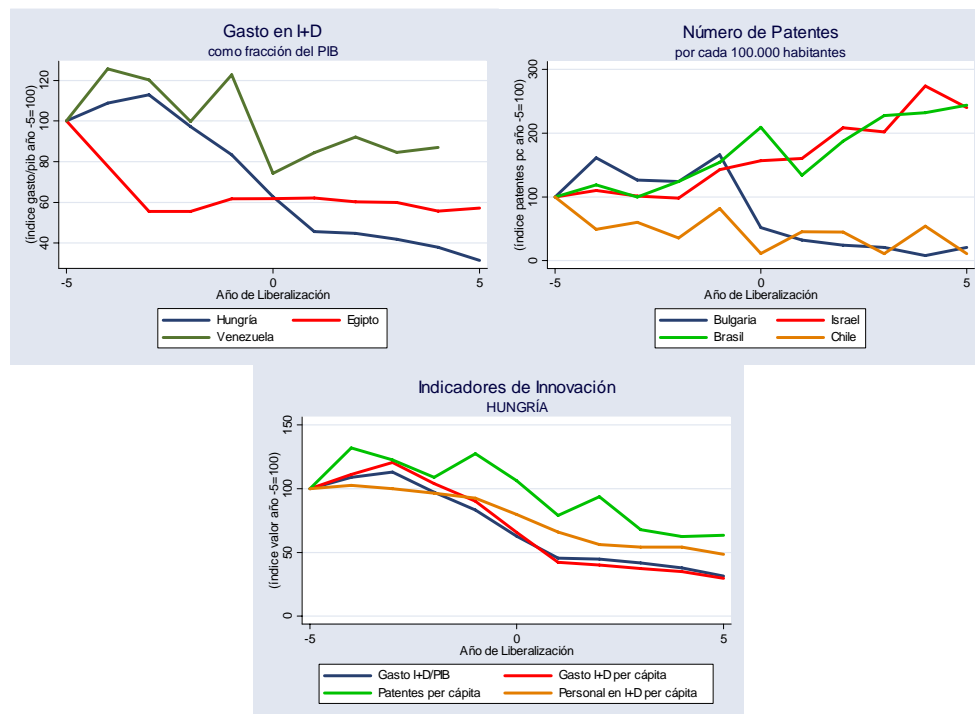 Gasto en I+D
como fracción del PIB
(índice gasto/pib año -5=100)
120
100
80
60
40
-5
0
5
Año de Liberalización
Hungría
Egipto
Venezuela
Número de Patentes
por cada 100.000 habitantes
(índice patentes pc año -5=100)
300
200
100
0
-5
0
5
Año de Liberalización
Bulgaria
Israel
Brasil
Chile
Indicadores de Innovación
HUNGRÍA
(índice valor año -5=100)
150
100
50
0
-5
0
5
Año de Liberalización
Gasto I+D/PIB
Gasto I+D per cápita
Patentes per cápita
Personal en I+D per cápita